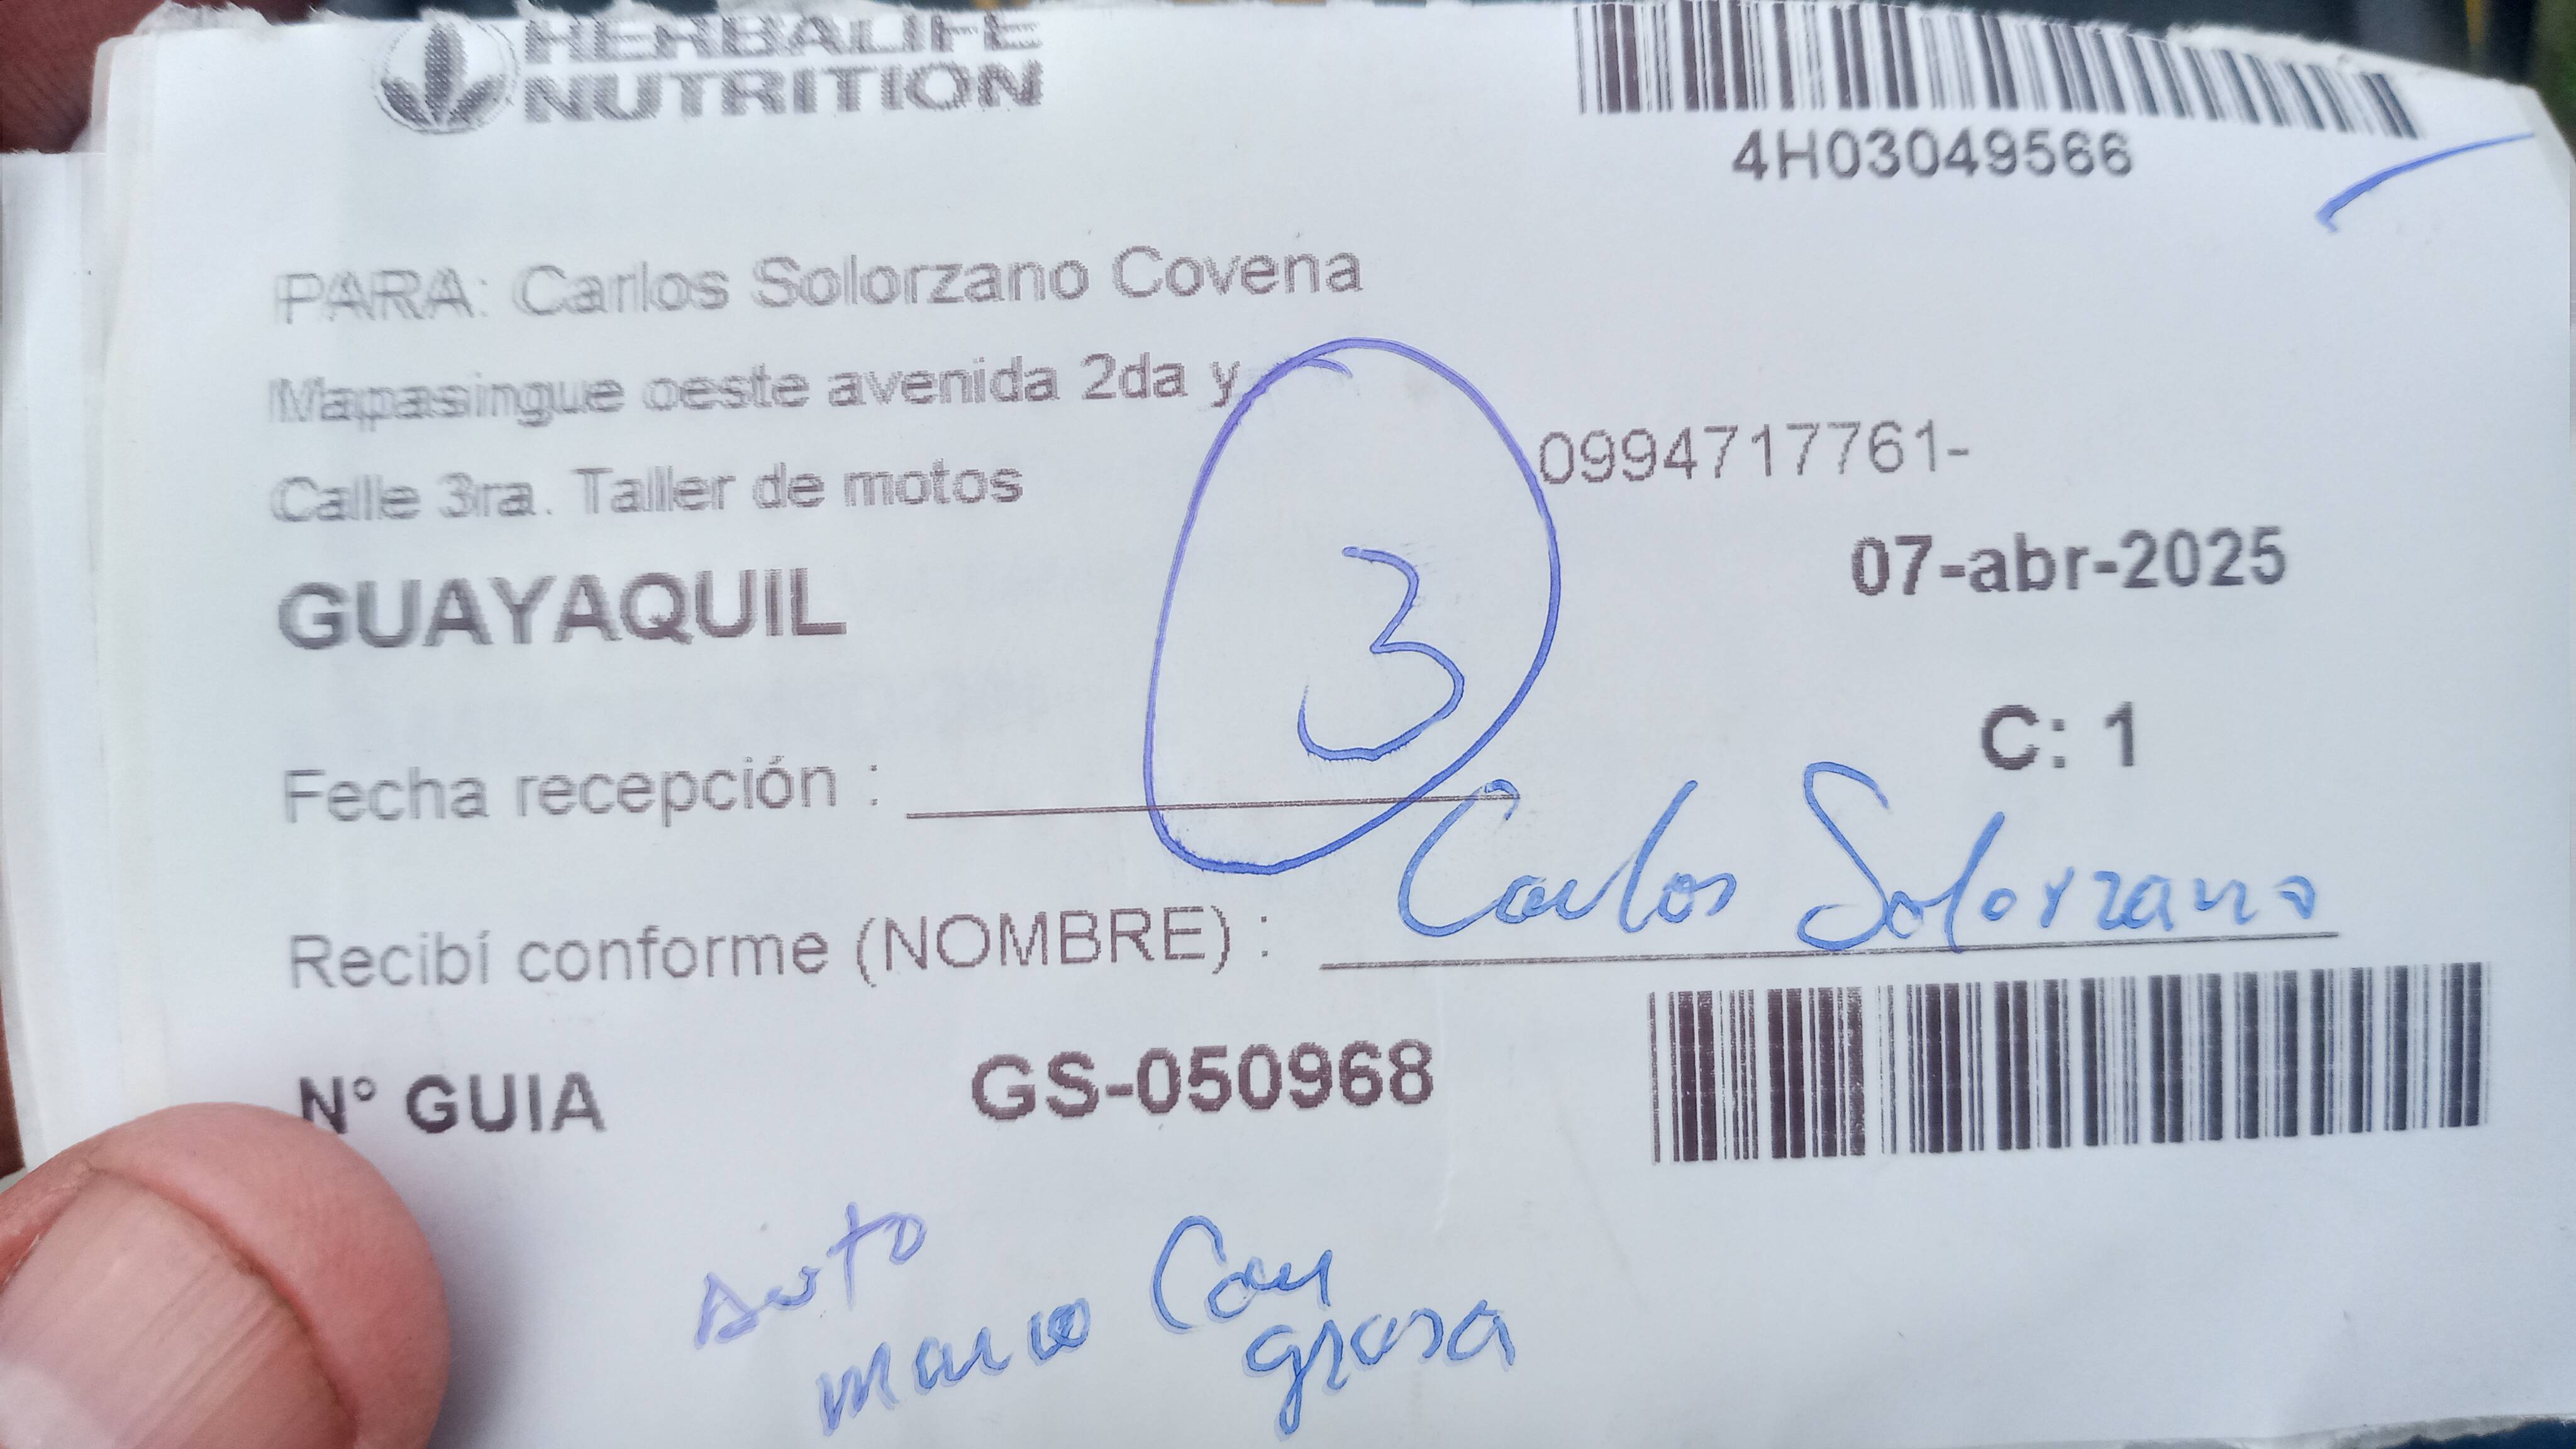 HERBALIFE
NUTRITION
4H03049566
PARA: Carlos Solorzano Covena
Mapasingue oeste avenida 2da y
0994717761-
Calle 3ra. Taller de motos
07-abr-2025
GUAYAQUIL
3
C: 1
Fecha recepción :
Recibí conforme (NOMBRE) : Carlos Solorzano
N° GUIA GS-050968
Auto
mano Con
grasa